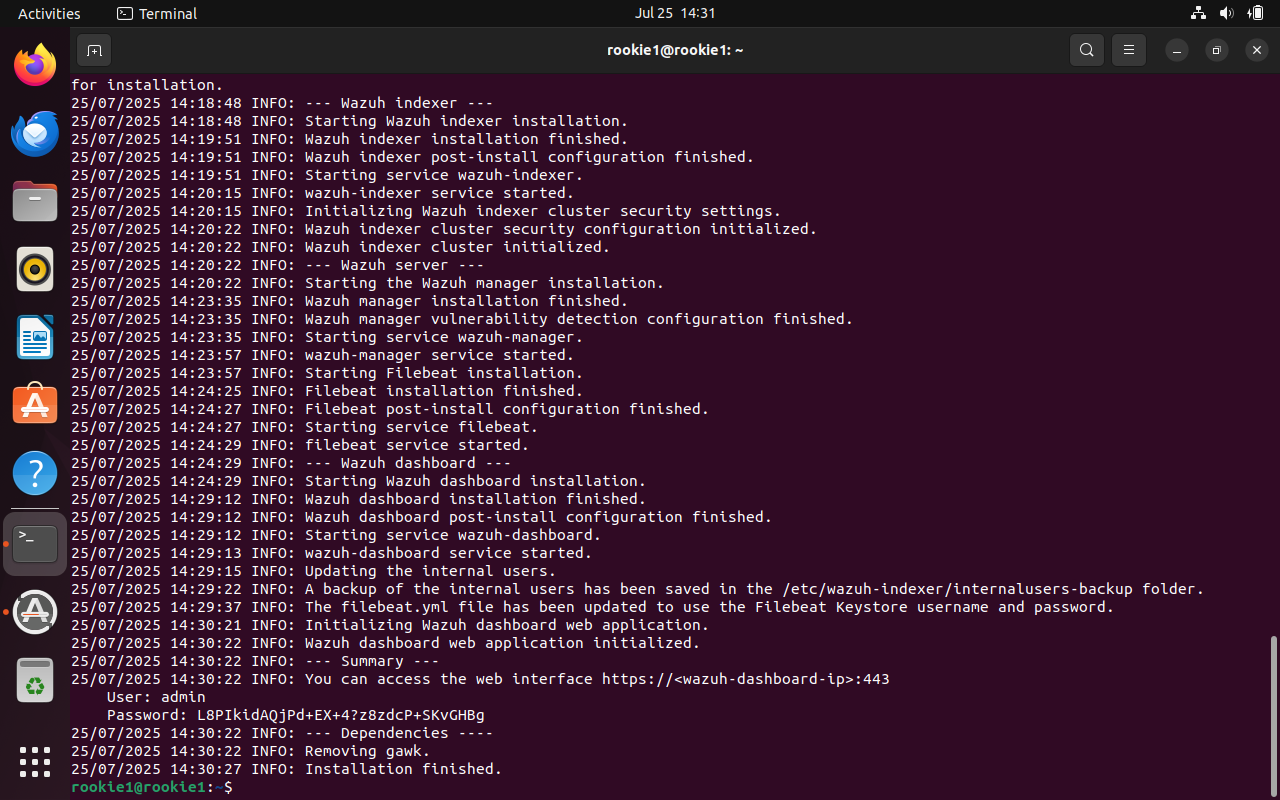 Activities
Terminal
Jul 25 14:31
rookie1@rookie1: ~
for installation.
25/07/2025 14:18:48 INFO: --- Wazuh indexer ---
25/07/2025 14:18:48 INFO: Starting Wazuh indexer installation.
25/07/2025 14:19:51 INFO: Wazuh indexer installation finished.
25/07/2025 14:19:51 INFO: Wazuh indexer post-install configuration finished.
25/07/2025 14:19:51 INFO: Starting service wazuh-indexer.
25/07/2025 14:20:15 INFO: wazuh-indexer service started.
25/07/2025 14:20:15 INFO: Initializing Wazuh indexer cluster security settings.
25/07/2025 14:20:22 INFO: Wazuh indexer cluster security configuration initialized.
25/07/2025 14:20:22 INFO: Wazuh indexer cluster initialized.
25/07/2025 14:20:22 INFO: --- Wazuh server ---
25/07/2025 14:20:22 INFO: Starting the Wazuh manager installation.
25/07/2025 14:23:35 INFO: Wazuh manager installation finished.
25/07/2025 14:23:35 INFO: Wazuh manager vulnerability detection configuration finished.
25/07/2025 14:23:35 INFO: Starting service wazuh-manager.
25/07/2025 14:23:57 INFO: wazuh-manager service started.
25/07/2025 14:23:57 INFO: Starting Filebeat installation.
25/07/2025 14:24:25 INFO: Filebeat installation finished.
25/07/2025 14:24:27 INFO: Filebeat post-install configuration finished.
25/07/2025 14:24:27 INFO: Starting service filebeat.
25/07/2025 14:24:29 INFO: filebeat service started.
25/07/2025 14:24:29 INFO: --- Wazuh dashboard ---
25/07/2025 14:24:29 INFO: Starting Wazuh dashboard installation.
25/07/2025 14:29:12 INFO: Wazuh dashboard installation finished.
25/07/2025 14:29:12 INFO: Wazuh dashboard post-install configuration finished.
25/07/2025 14:29:12 INFO: Starting service wazuh-dashboard.
25/07/2025 14:29:13 INFO: wazuh-dashboard service started.
25/07/2025 14:29:15 INFO: Updating the internal users.
25/07/2025 14:29:22 INFO: A backup of the internal users has been saved in the /etc/wazuh-indexer/internalusers-backup folder.
25/07/2025 14:29:37 INFO: The filebeat.yml file has been updated to use the Filebeat Keystore username and password.
25/07/2025 14:30:21 INFO: Initializing Wazuh dashboard web application.
25/07/2025 14:30:22 INFO: Wazuh dashboard web application initialized.
25/07/2025 14:30:22 INFO: --- Summary ---
25/07/2025 14:30:22 INFO: You can access the web interface https://<wazuh-dashboard-ip>:443
    User: admin
    Password: L8PIkidAQjPd+EX+4?z8zdcP+SKvGHBg
25/07/2025 14:30:22 INFO: --- Dependencies ----
25/07/2025 14:30:22 INFO: Removing gawk.
25/07/2025 14:30:27 INFO: Installation finished.
rookie1@rookie1:~$